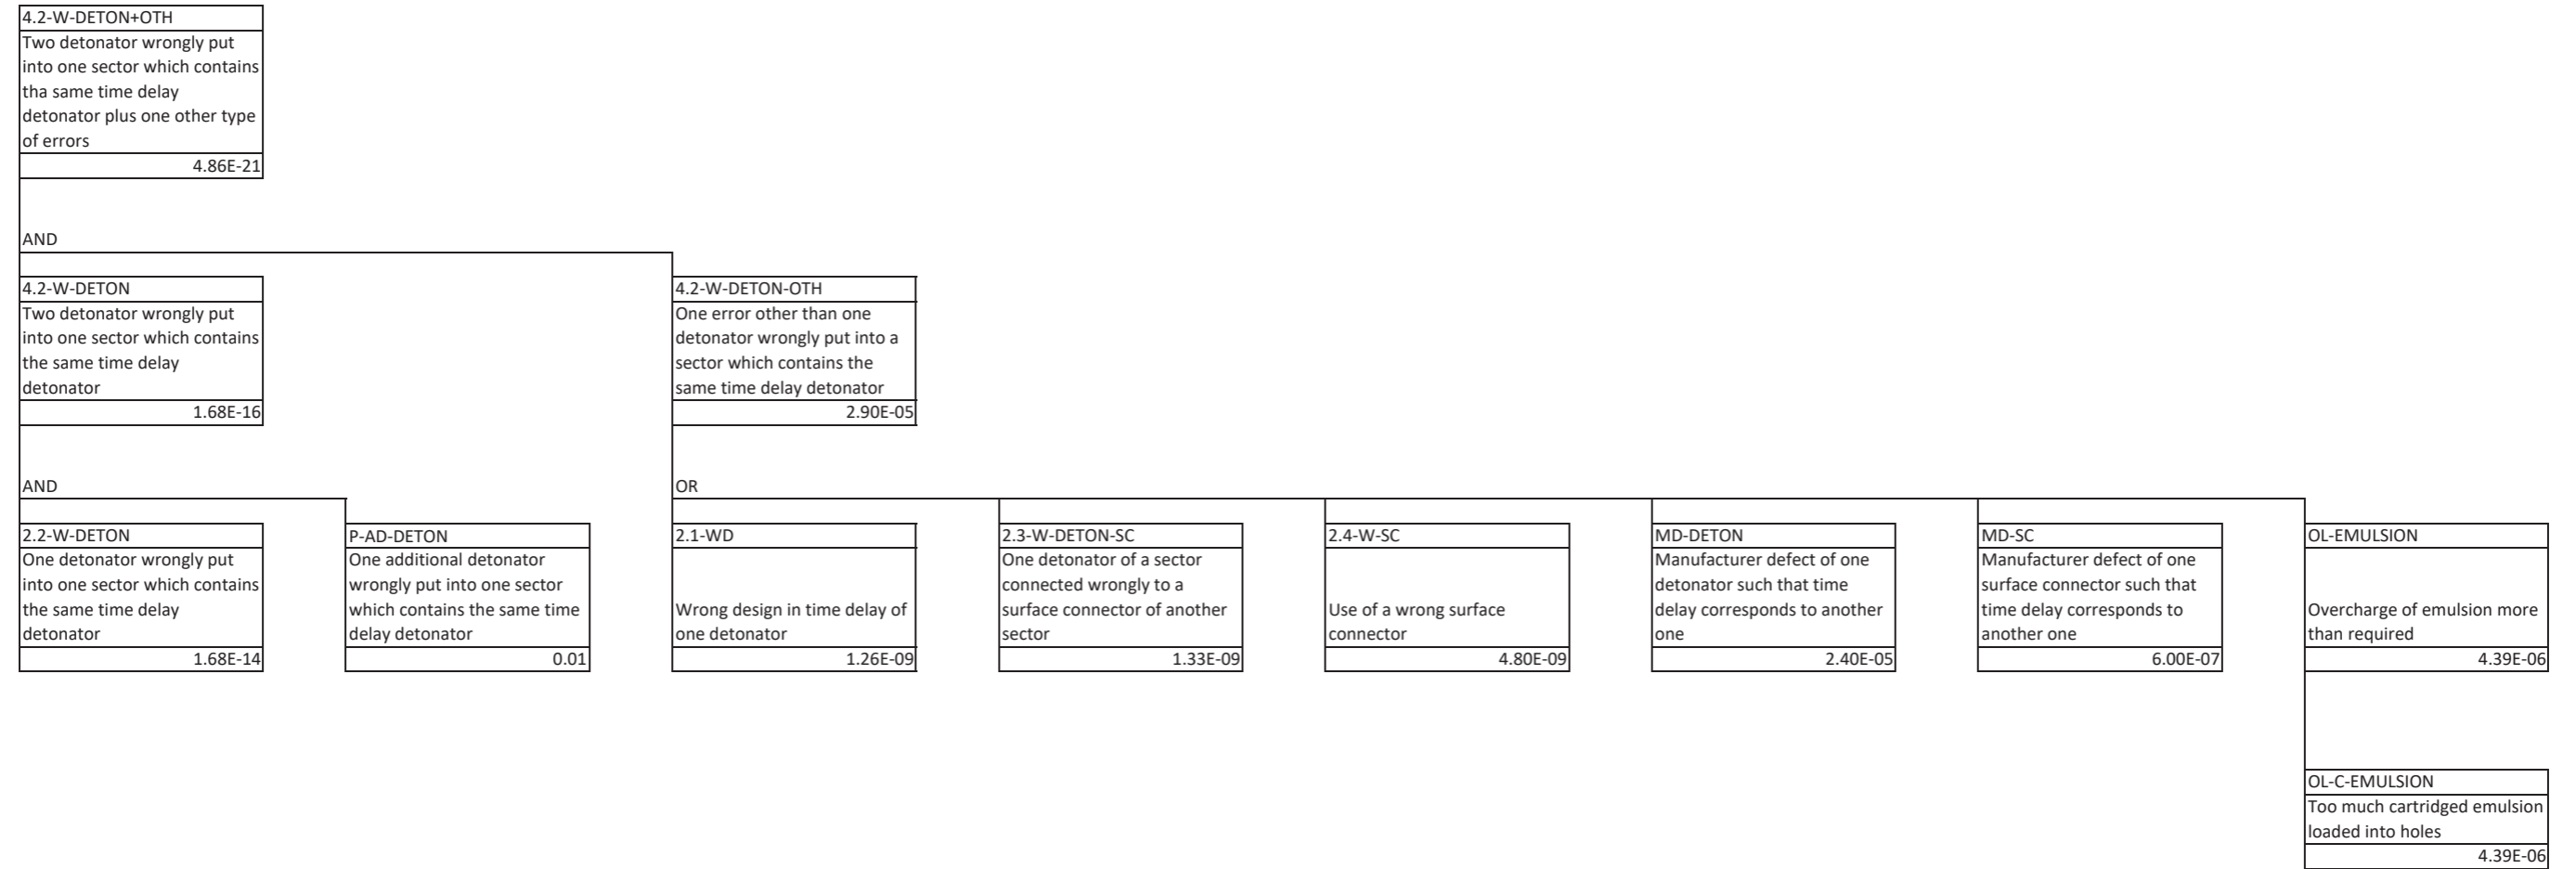 4.2-W-DETON+OTH
Two detonator wrongly put
into one sector which contains
tha same time delay
detonator plus one other type
of errors
4.86E-21
AND
4.2-W-DETON
Two detonator wrongly put
into one sector which contains
the same time delay
detonator
1.68E-16
4.2-W-DETON-OTH
One error other than one
detonator wrongly put into a
sector which contains the
same time delay detonator
2.90E-05
AND
OR
2.2-W-DETON
One detonator wrongly put
into one sector which contains
the same time delay
detonator
1.68E-14
P-AD-DETON
One additional detonator
wrongly put into one sector
which contains the same time
delay detonator
0.01
2.1-WD
Wrong design in time delay of
one detonator
1.26E-09
2.3-W-DETON-SC
One detonator of a sector
connected wrongly to a
surface connector of another
sector
1.33E-09
2.4-W-SC
Use of a wrong surface
connector
4.80E-09
MD-DETON
Manufacturer defect of one
detonator such that time
delay corresponds to another
one
2.40E-05
MD-SC
Manufacturer defect of one
surface connector such that
time delay corresponds to
another one
6.00E-07
OL-EMULSION
Overcharge of emulsion more
than required
4.39E-06
OL-C-EMULSION
Too much cartridged emulsion
loaded into holes
4.39E-06